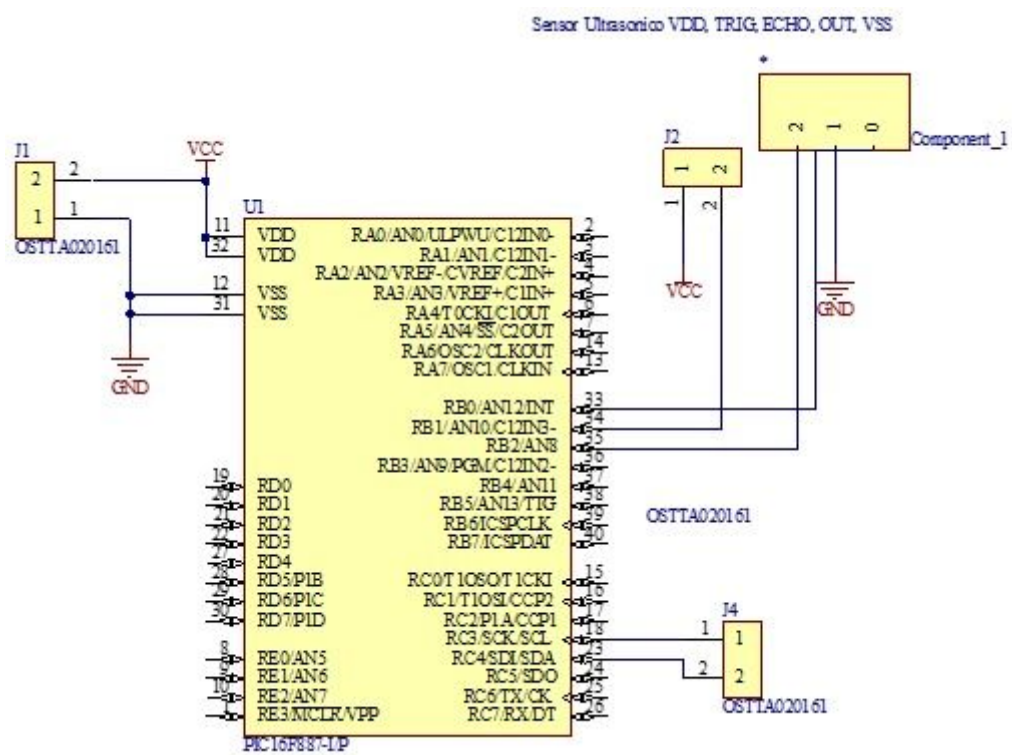 Sensor Ultrasonico VDD, TRIG, ECHO, OUT, VSS
*
2 1 0
Component_1
J1
2 2
1 1
OSTTA020161
VCC
GND
J2
1 2
1 2
VCC
GND
U1
11 VDD RA0/AN0/ULPWU/C12IN0- 2
32 VDD RA1/AN1/C12IN1- 3
RA2/AN2/VREF-/CVREF/C2IN+ 4
12 VSS RA3/AN3/VREF+/C1IN+ 5
31 VSS RA4/T0CKI/C1OUT 6
RA5/AN4/SS/C2OUT 7
RA6/OSC2/CLKOUT 14
RA7/OSC1/CLKIN 13
RB0/AN12/INT 33
RB1/AN10/C12IN3- 34
RB2/AN8 35
RB3/AN9/PGM/C12IN2- 36
19 RD0 RB4/AN11 37
20 RD1 RB5/AN13/T1G 38
21 RD2 RB6/ICSPCLK 39
22 RD3 RB7/ICSPDAT 40
27 RD4
28 RD5/P1B RC0/T1OSO/T1CKI 15
29 RD6/P1C RC1/T1OSI/CCP2 16
30 RD7/P1D RC2/P1A/CCP1 17
RC3/SCK/SCL 18
8 RE0/AN5 RC4/SDI/SDA 23
9 RE1/AN6 RC5/SDO 24
10 RE2/AN7 RC6/TX/CK 25
1 RE3/MCLR/VPP RC7/RX/DT 26
PIC16F887-I/P
OSTTA020161
J4
1 1
2 2
OSTTA020161